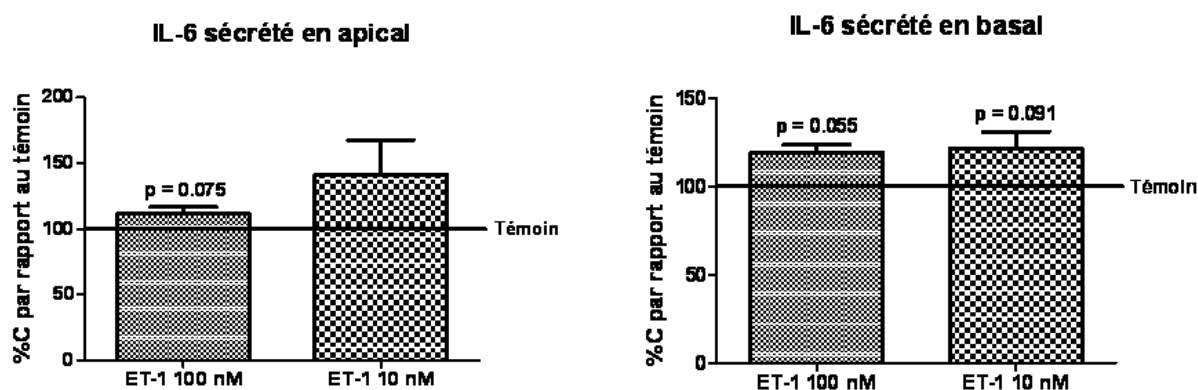 IL-6 sécrété en apical
%C par rapport au témoin
200
150
100
50
0
p = 0.075
Témoin
ET-1 100 nM
ET-1 10 nM
IL-6 sécrété en basal
%C par rapport au témoin
150
100
50
0
p = 0.055
p = 0.091
Témoin
ET-1 100 nM
ET-1 10 nM